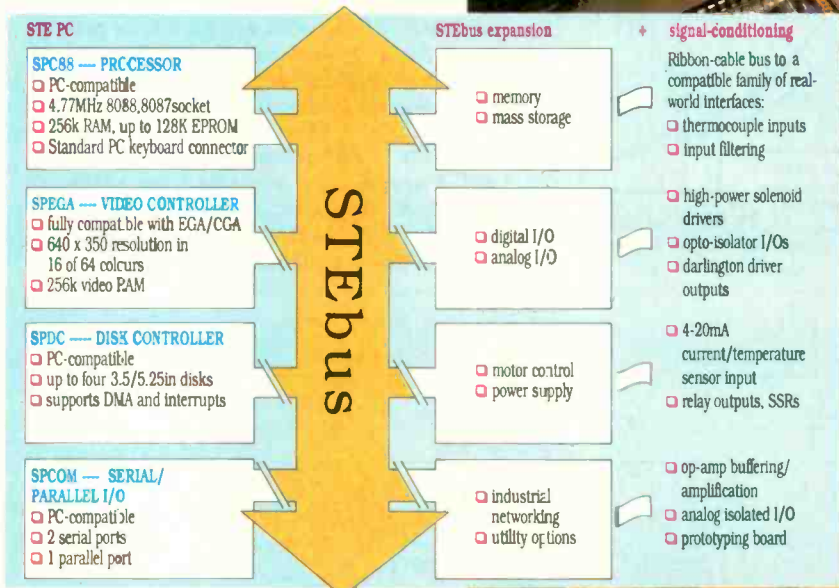 STE PC
SPC88 — PROCESSOR
❑ PC-compatible
❑ 4.77MHz 8088,8087socket
❑ 256k RAM, up to 128K EPROM
❑ Standard PC keyboard connector
SPEGA — VIDEO CONTROLLER
❑ fully compatible with EGA/CGA
❑ 640 x 350 resolution in
16 of 64 colours
❑ 256k video RAM
SPDC — DISK CONTROLLER
❑ PC-compatible
❑ up to four 3.5/5.25in disks
❑ supports DMA and interrupts
SPCOM — SERIAL/
PARALLEL I/O
❑ PC-compatible
❑ 2 serial ports
❑ 1 parallel port
STEbus
STEbus expansion
❑ memory
❑ mass storage
❑ digital I/O
❑ analog I/O
❑ motor control
❑ power supply
❑ industrial
networking
❑ utility options
+ signal-conditioning
Ribbon-cable bus to a
compatible family of real-
world interfaces:
❑ thermocouple inputs
❑ input filtering
❑ high-power solenoid
drivers
❑ opto-isolator I/Os
❑ darlington driver
outputs
❑ 4-20mA
current/temperature
sensor input
❑ relay outputs, SSRs
❑ op-amp buffering/
amplification
❑ analog isolated I/O
❑ prototyping board